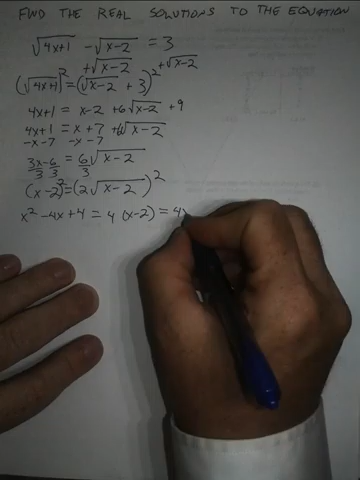 FIND THE REAL SOLUTIONS TO THE EQUATION
√4x+1 - √x-2 = 3
+√x-2 +√x-2
(√4x+1)² = (√x-2 + 3)²
4x+1 = x-2 + 6√x-2 + 9
4x+1 = x+7 + 6√x-2
-x-7 -x-7
3x-6/3 = 6/3 √x-2
(x-2)² = (2√x-2)²
x² - 4x + 4 = 4(x-2) = 4x